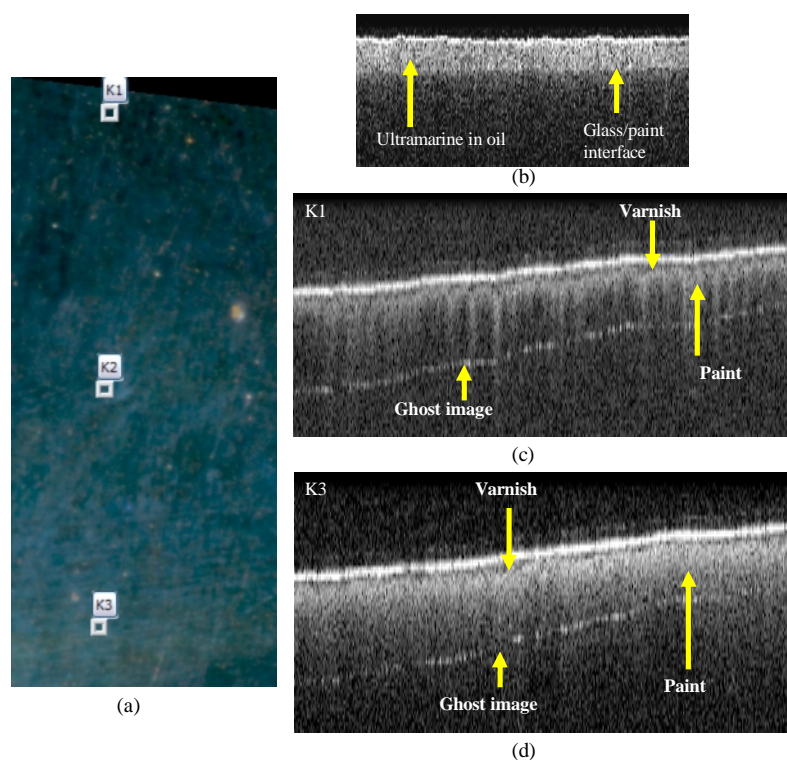 K1
K2
K3
(a)
Ultramarine in oil
Glass/paint
interface
(b)
K1
Varnish
Paint
Ghost image
(c)
K3
Varnish
Paint
Ghost image
(d)